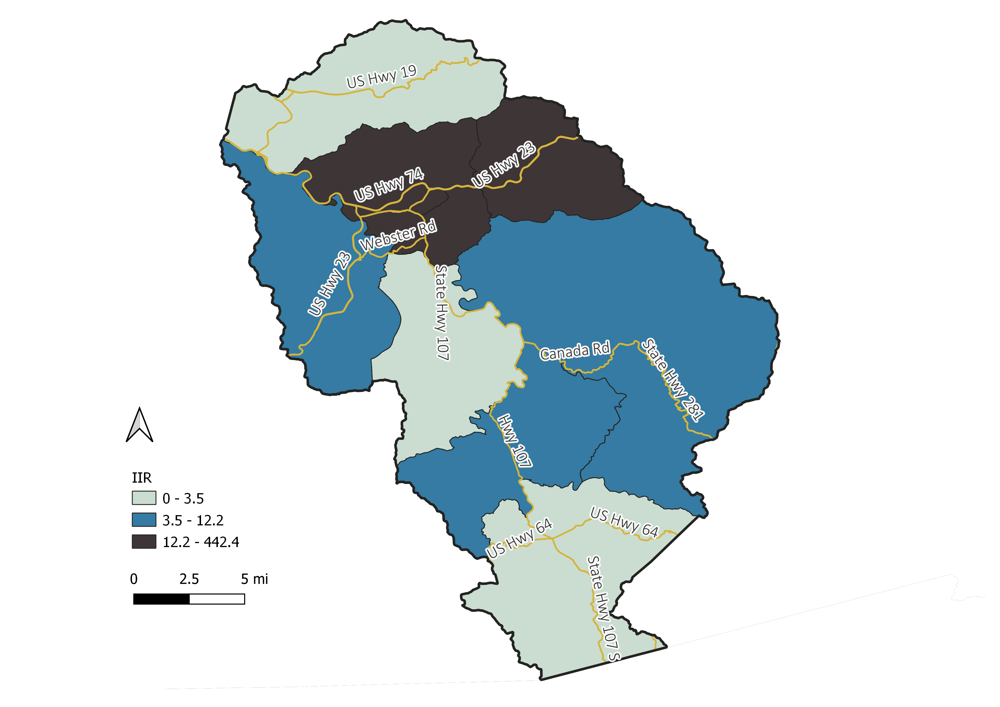 US Hwy 19
US Hwy 23
US Hwy 74
Webster Rd
US Hwy 23
State Hwy 107
Canada Rd
State Hwy 281
Hwy 107
US Hwy 64
US Hwy 64
State Hwy 107 S
IIR
0 - 3.5
3.5 - 12.2
12.2 - 442.4
0 2.5 5 mi